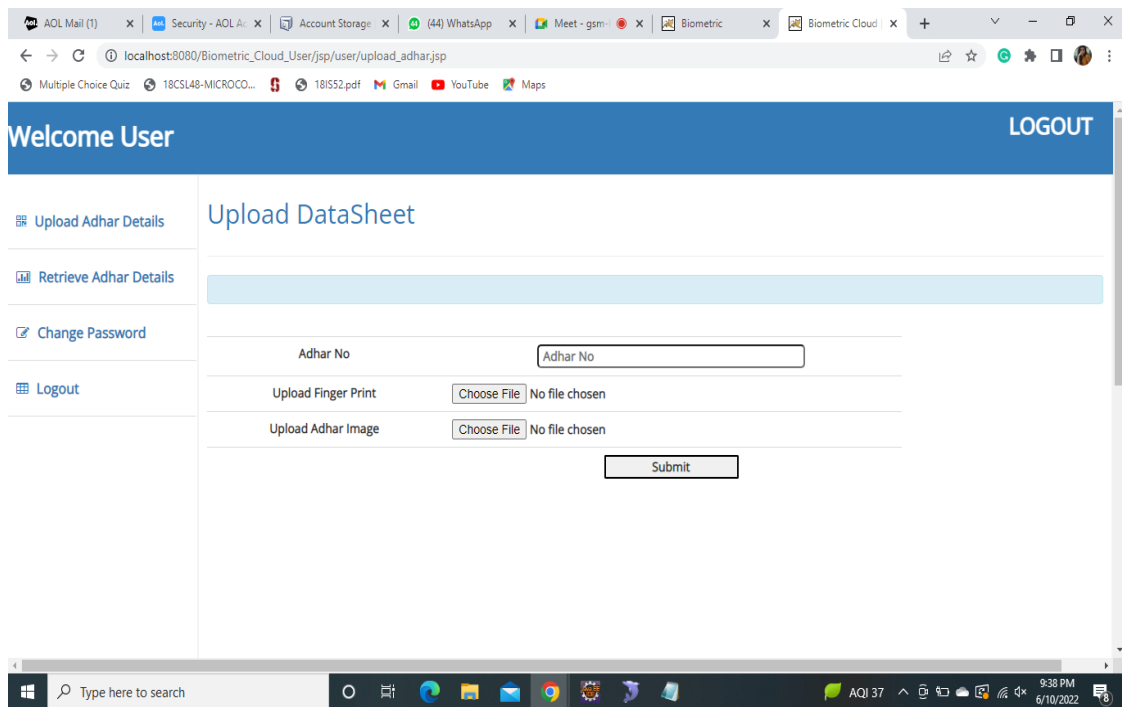 AOL Mail (1)
Security - AOL Ac
Account Storage
(44) WhatsApp
Meet - gsm-
Biometric
Biometric Cloud
localhost:8080/Biometric_Cloud_User/jsp/user/upload_adhar.jsp
Multiple Choice Quiz
18CSL48-MICROCO...
18IS52.pdf
Gmail
YouTube
Maps
Welcome User
LOGOUT
Upload Adhar Details
Retrieve Adhar Details
Change Password
Logout
Upload DataSheet
Adhar No
Adhar No
Upload Finger Print
Choose File No file chosen
Upload Adhar Image
Choose File No file chosen
Submit
Type here to search
AQI 37
9:38 PM
6/10/2022
8